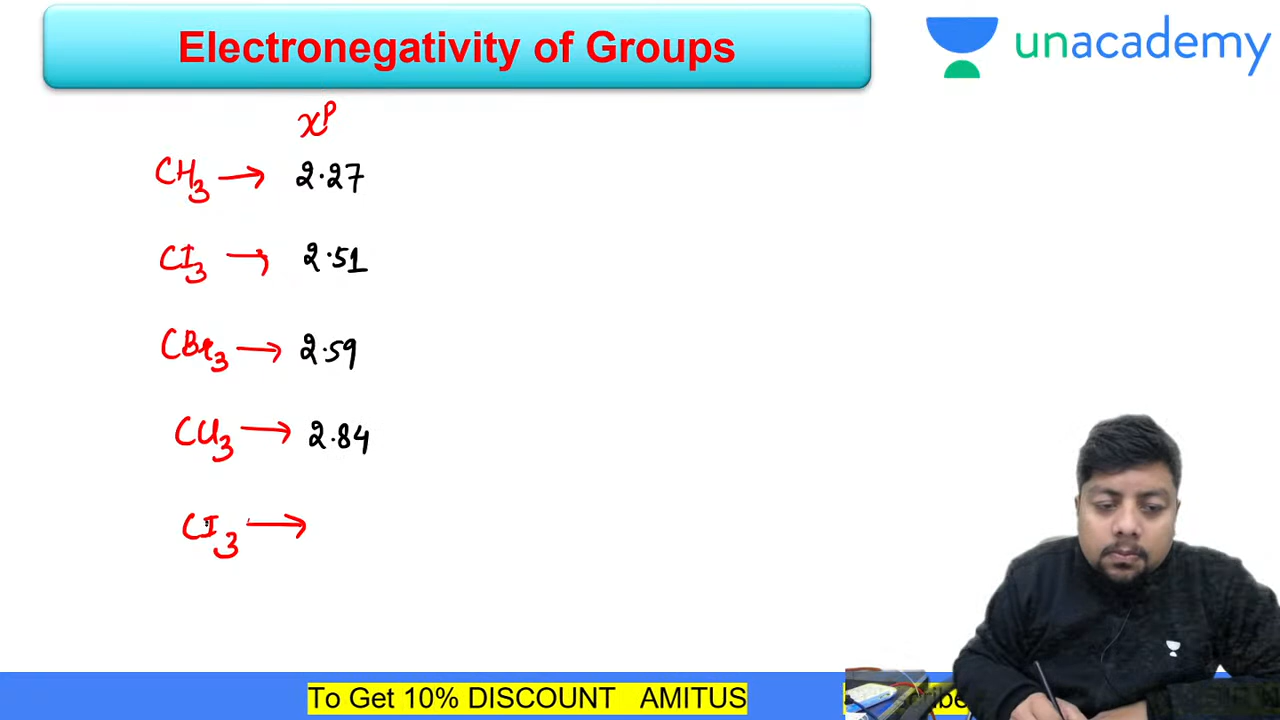 Electronegativity of Groups
unacademy
xᴾ
CH₃ → 2.27
CI₃ → 2.51
CBr₃ → 2.59
CCl₃ → 2.84
CI₃ →
To Get 10% DISCOUNT AMITUS